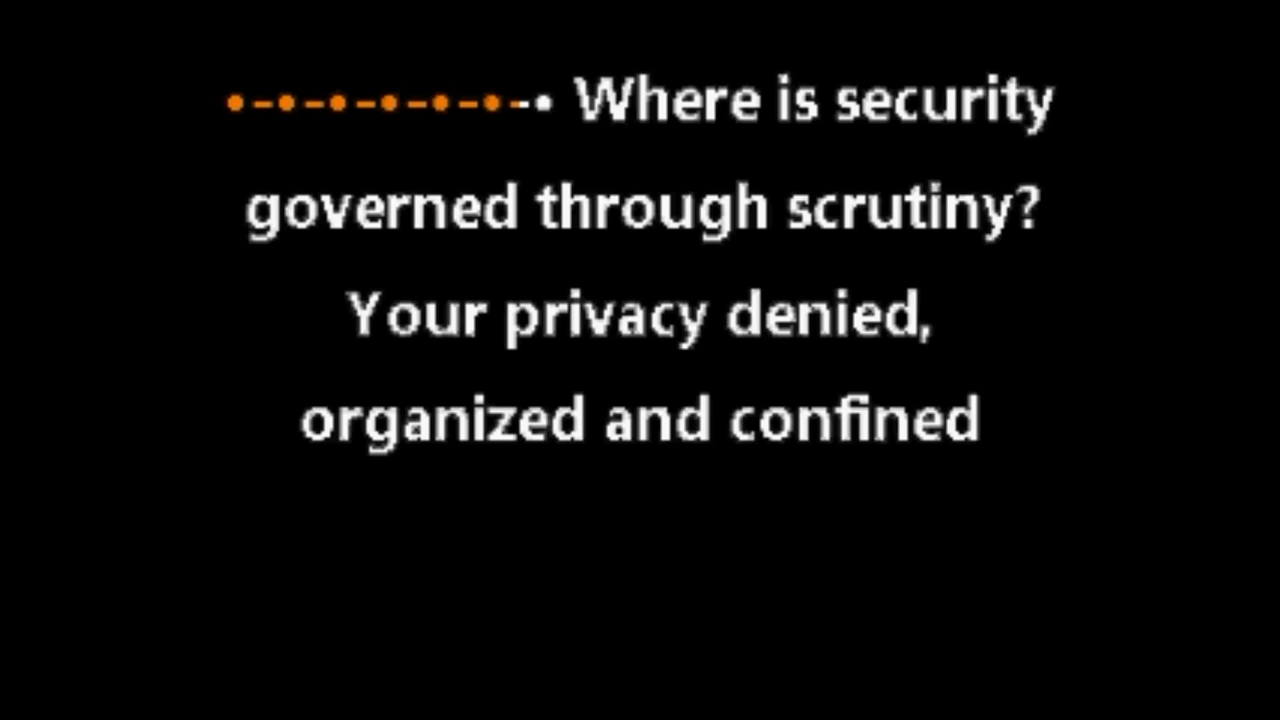 •-•-•-•-•-•--• Where is security
governed through scrutiny?
Your privacy denied,
organized and confined